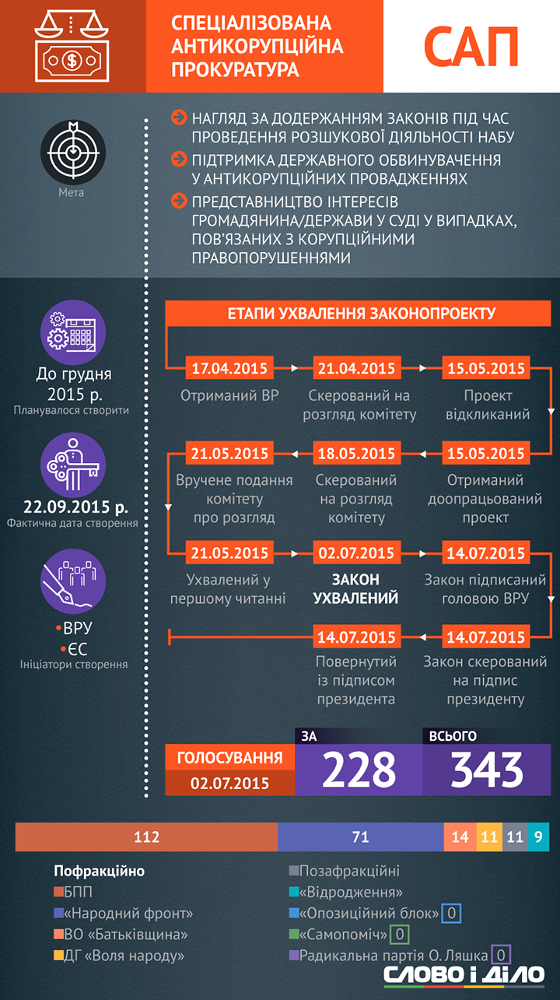 СПЕЦІАЛІЗОВАНА
АНТИКОРУПЦІЙНА
ПРОКУРАТУРА
САП
Мета
НАГЛЯД ЗА ДОДЕРЖАННЯМ ЗАКОНІВ ПІД ЧАС
ПРОВЕДЕННЯ РОЗШУКОВОЇ ДІЯЛЬНОСТІ НАБУ
ПІДТРИМКА ДЕРЖАВНОГО ОБВИНУВАЧЕННЯ
У АНТИКОРУПЦІЙНИХ ПРОВАДЖЕННЯХ
ПРЕДСТАВНИЦТВО ІНТЕРЕСІВ
ГРОМАДЯНИНА/ДЕРЖАВИ У СУДІ У ВИПАДКАХ,
ПОВ’ЯЗАНИХ З КОРУПЦІЙНИМИ
ПРАВОПОРУШЕННЯМИ
До грудня
2015 р.
Планувалося створити
22.09.2015 р.
Фактична дата створення
•ВРУ
•ЄС
Ініціатори створення
ЕТАПИ УХВАЛЕННЯ ЗАКОНОПРОЕКТУ
17.04.2015
Отриманий ВР
21.04.2015
Скерований на
розгляд комітету
15.05.2015
Проект
відкликаний
21.05.2015
Вручене подання
комітету
про розгляд
18.05.2015
Скерований
на розгляд
комітету
15.05.2015
Отриманий
доопрацьований
проект
21.05.2015
Ухвалений у
першому читанні
02.07.2015
ЗАКОН
УХВАЛЕНИЙ
14.07.2015
Закон підписаний
головою ВРУ
14.07.2015
Повернутий
із підписом
президента
14.07.2015
Закон скерований
на підпис
президенту
ГОЛОСУВАННЯ
02.07.2015
ЗА
228
ВСЬОГО
343
112 71 14 11 11 9
Пофракційно
БПП
«Народний фронт»
ВО «Батьківщина»
ДГ «Воля народу»
Позафракційні
«Відродження»
«Опозиційний блок» 0
«Самопоміч» 0
Радикальна партія О. Ляшка 0
СЛОВО і ДіЛО